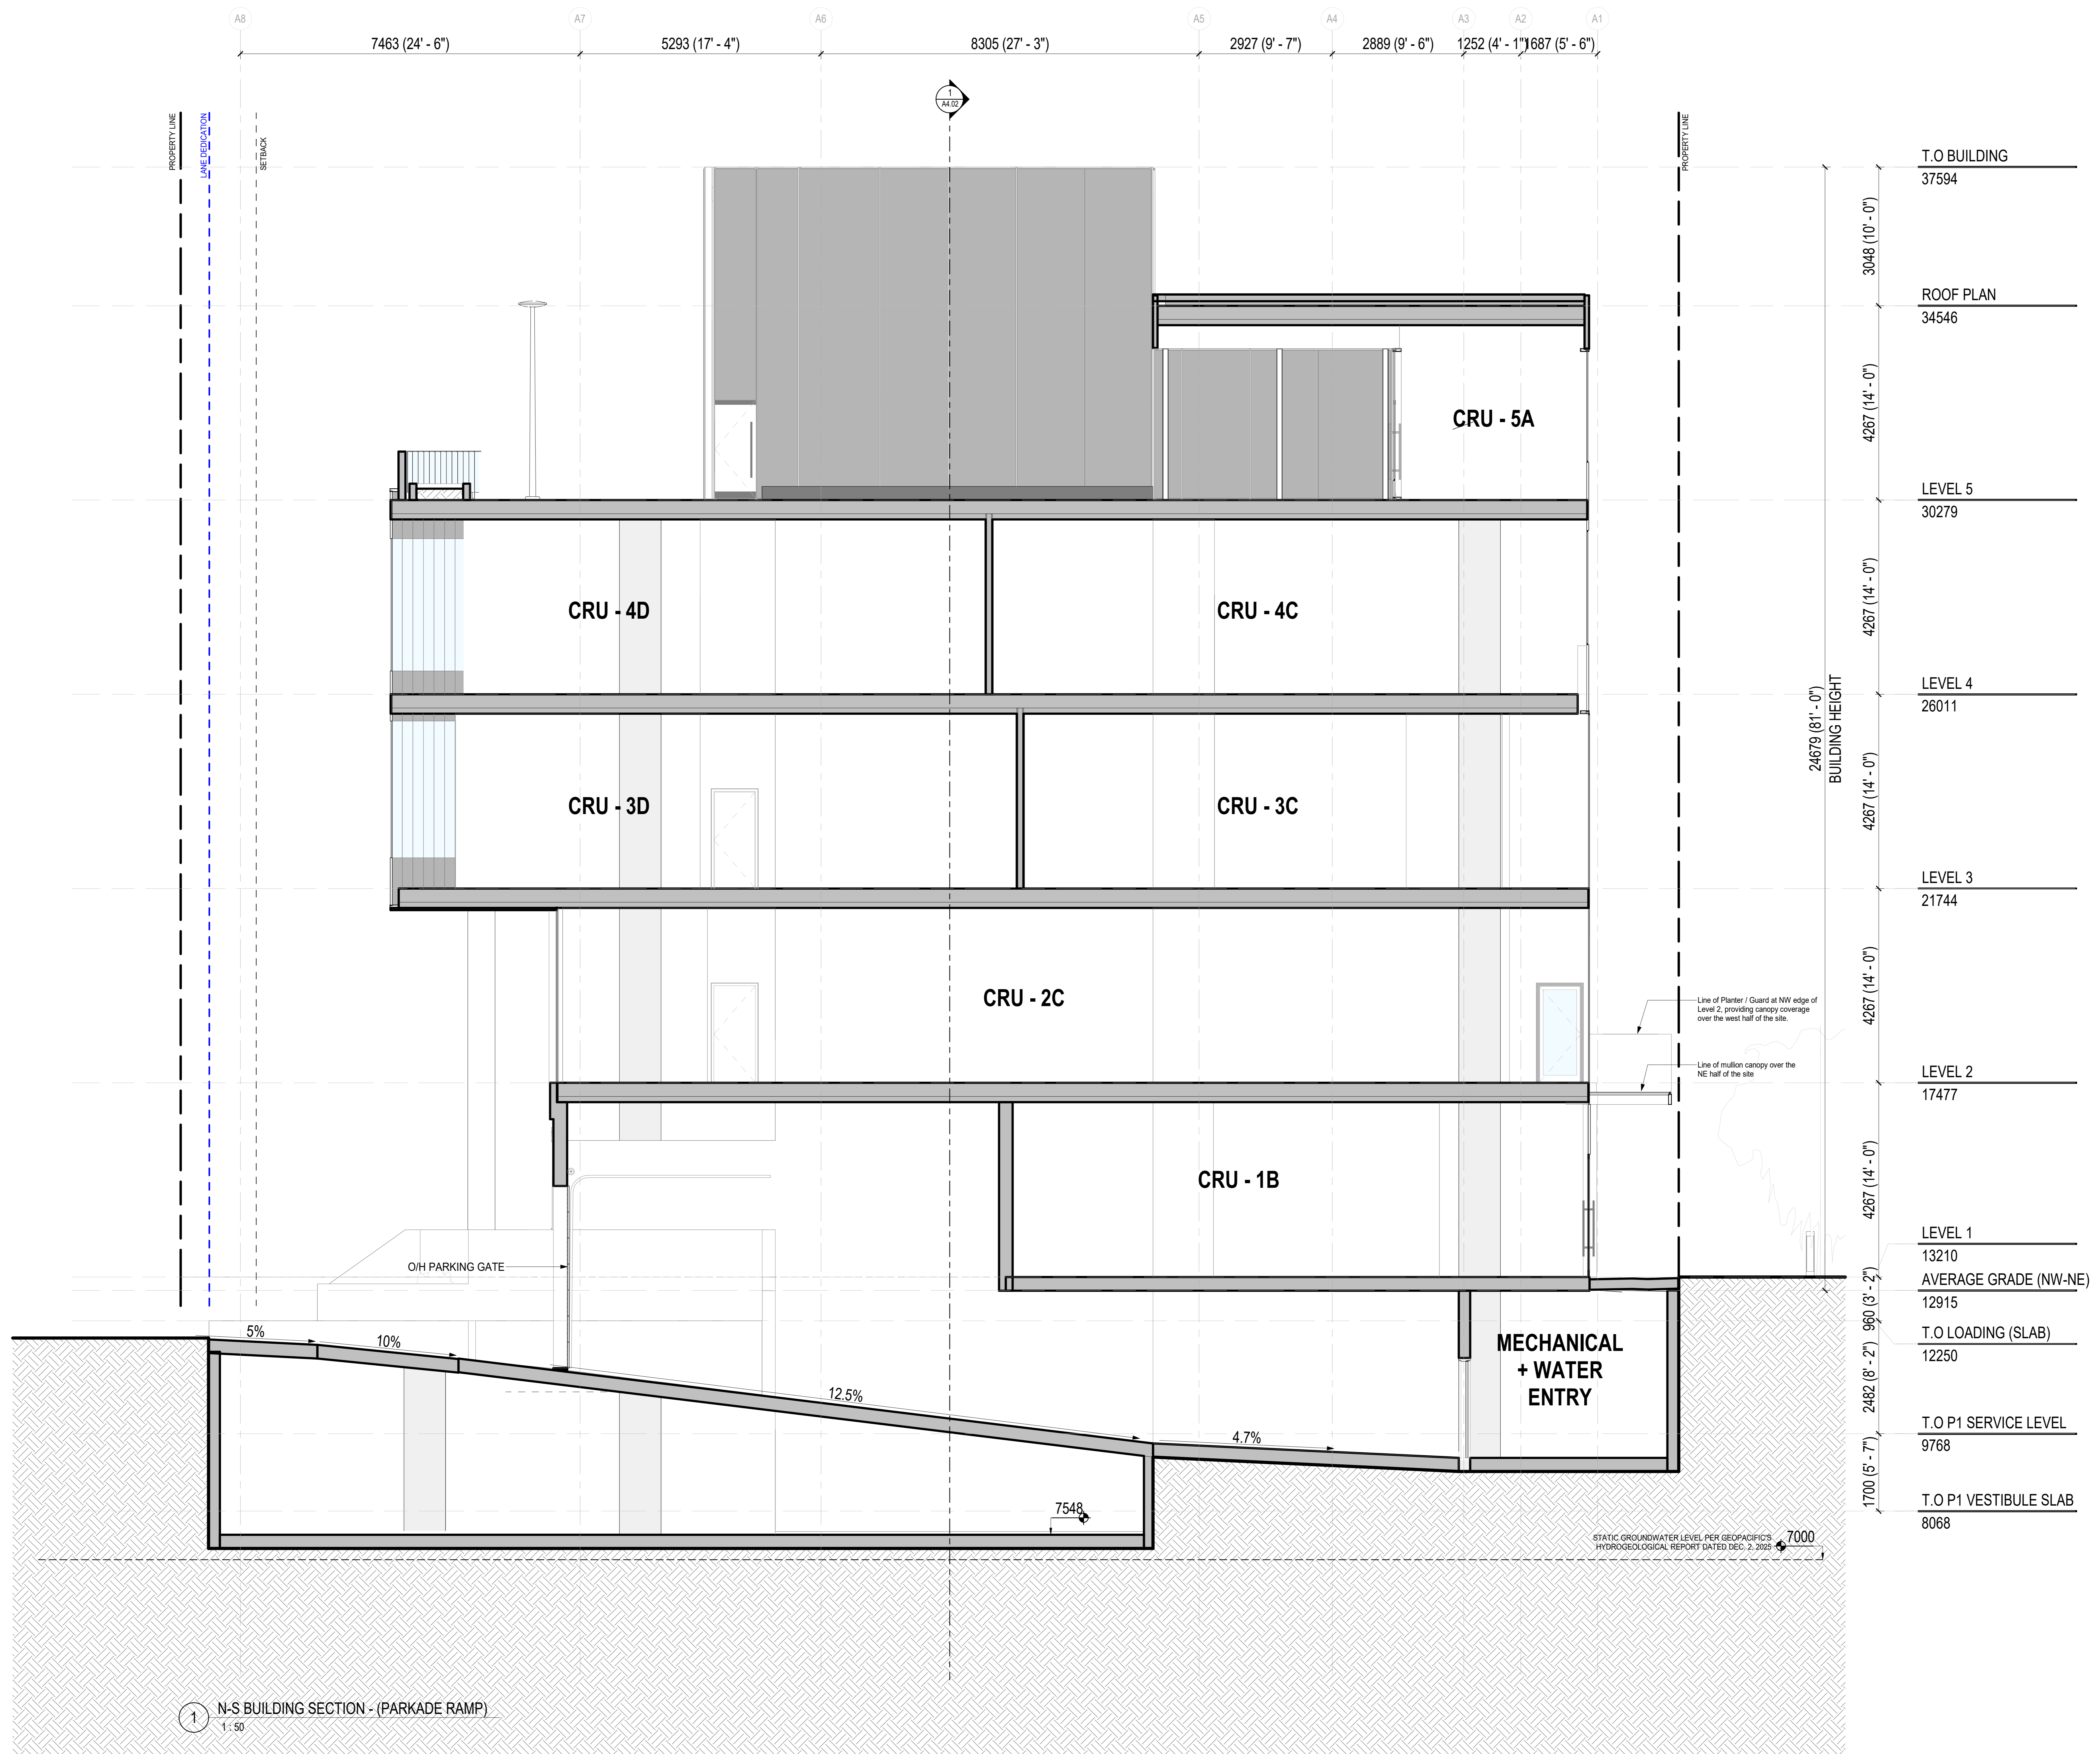 A8
A7
A6
A5
A4
A3
A2
A1
7463 (24' - 6")
5293 (17' - 4")
8305 (27' - 3")
2927 (9' - 7")
2889 (9' - 6")
1252 (4' - 1")
1687 (5' - 6")
1
A4.02
PROPERTY LINE
LANE DEDICATION
SETBACK
PROPERTY LINE
T.O BUILDING
37594
3048 (10' - 0")
ROOF PLAN
34546
4267 (14' - 0")
CRU - 5A
LEVEL 5
30279
4267 (14' - 0")
CRU - 4D
CRU - 4C
LEVEL 4
26011
24679 (81' - 0")
BUILDING HEIGHT
4267 (14' - 0")
CRU - 3D
CRU - 3C
LEVEL 3
21744
4267 (14' - 0")
CRU - 2C
Line of Planter / Guard at NW edge of
Level 2, providing canopy coverage
over the west half of the site.
Line of mullion canopy over the
NE half of the site
LEVEL 2
17477
4267 (14' - 0")
CRU - 1B
LEVEL 1
13210
O/H PARKING GATE
AVERAGE GRADE (NW-NE)
12915
960 (3' - 2")
T.O LOADING (SLAB)
12250
5%
10%
12.5%
4.7%
MECHANICAL
+ WATER
ENTRY
2482 (8' - 2")
T.O P1 SERVICE LEVEL
9768
1700 (5' - 7")
T.O P1 VESTIBULE SLAB
8068
7548
STATIC GROUNDWATER LEVEL PER GEOPACIFIC'S
HYDROGEOLOGICAL REPORT DATED DEC. 2, 2025
7000
1
N-S BUILDING SECTION - (PARKADE RAMP)
1 : 50